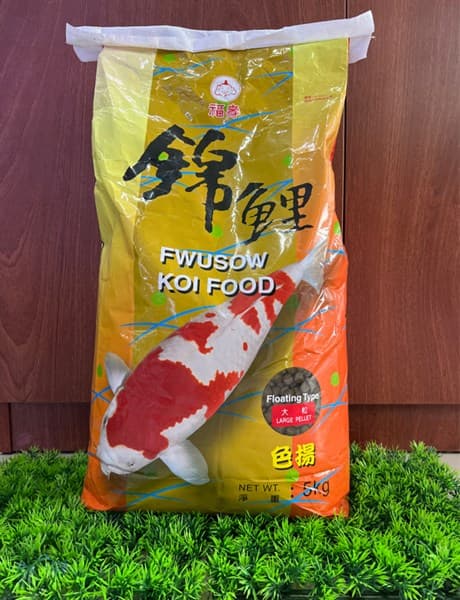 福壽
錦鯉
FWUSOW
KOI FOOD
Floating Type
大 粒
LARGE PELLET
色揚
NET WT.
淨 重 : 5kg